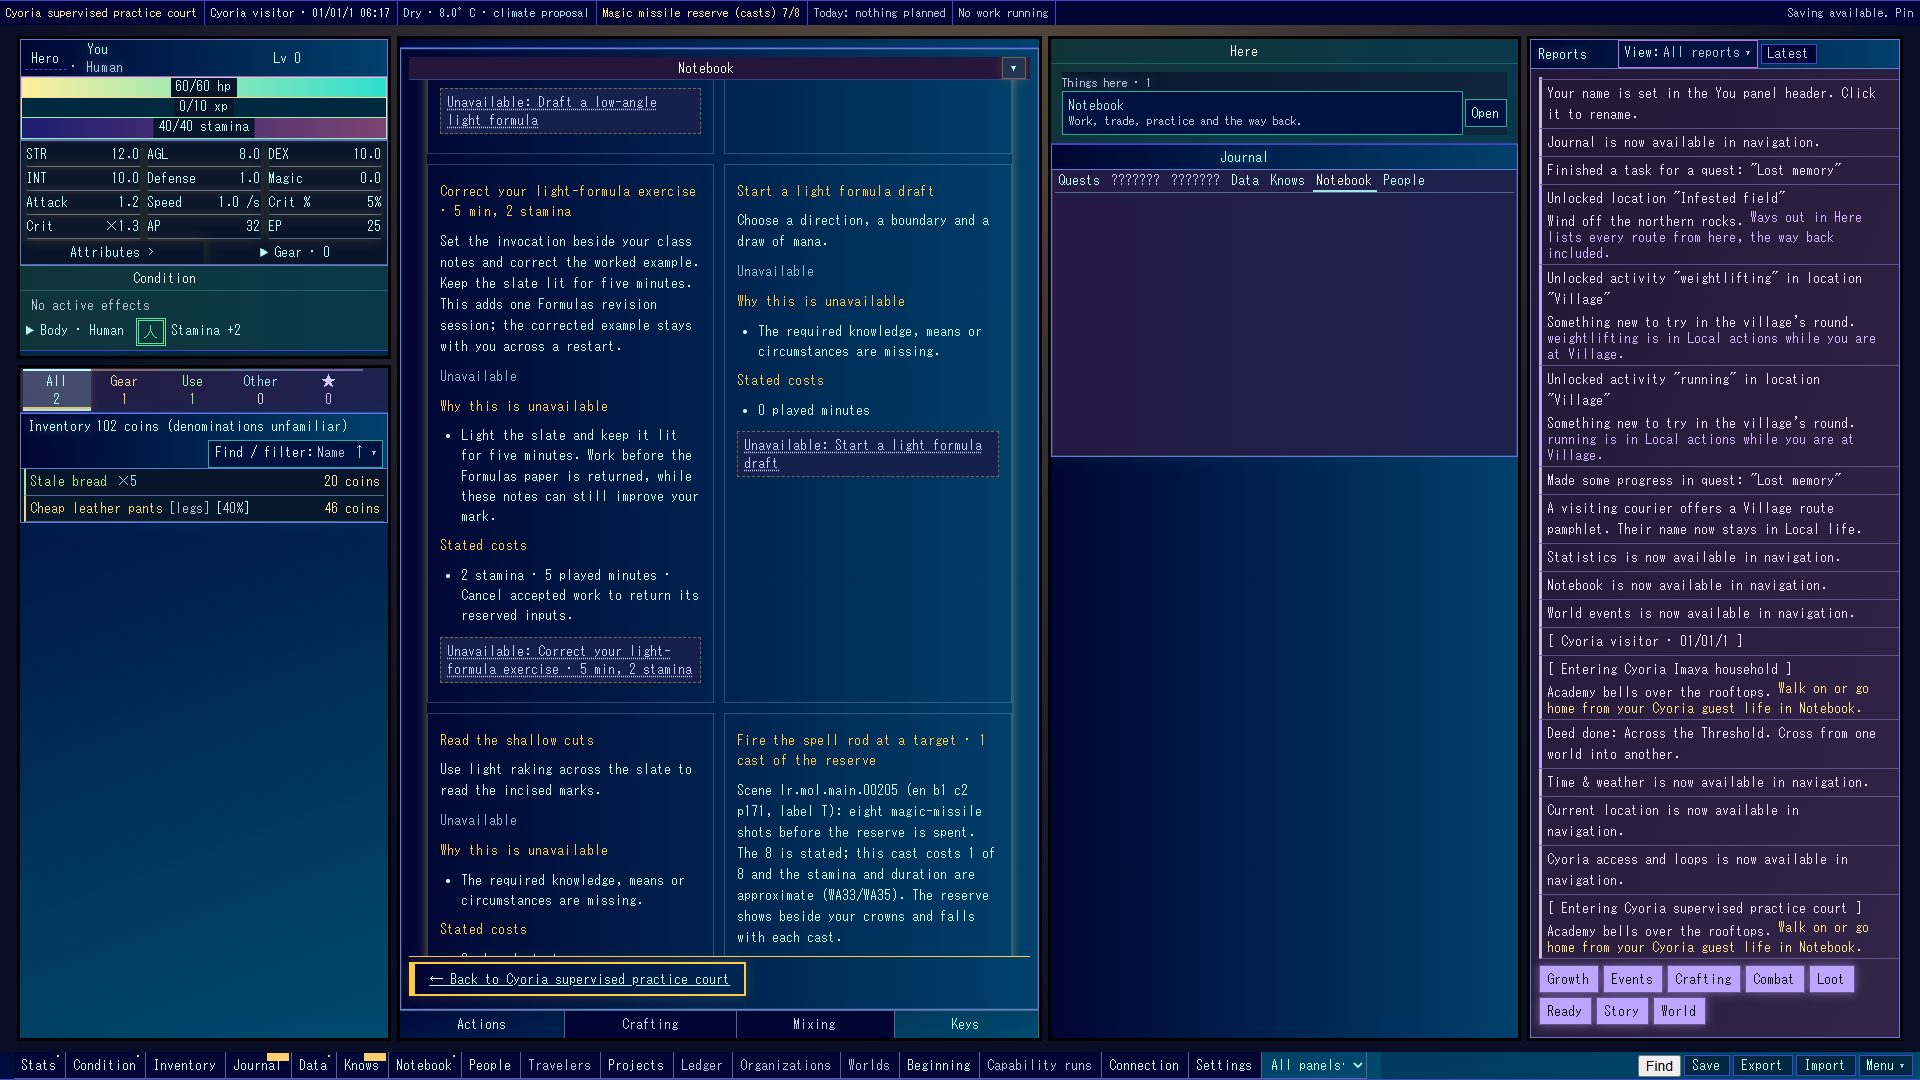 Cyoria supervised practice court
Cyoria visitor · 01/01/1 06:17
Dry · 8.0° C · climate proposal
Magic missile reserve (casts) 7/8
Today: nothing planned
No work running
Saving available. Pin
Hero · You
Human
Lv 0
60/60 hp
0/10 xp
40/40 stamina
STR 12.0 AGL 8.0 DEX 10.0
INT 10.0 Defense 1.0 Magic 0.0
Attack 1.2 Speed 1.0 /s Crit % 5%
Crit ×1.3 AP 32 EP 25
Attributes >
▶ Gear · 0
Condition
No active effects
▶ Body · Human 人 Stamina +2
All Gear Use Other ★
2 1 1 0 0
Inventory 102 coins (denominations unfamiliar)
Find / filter: Name ↑ ▾
Stale bread ×5 20 coins
Cheap leather pants [legs] [40%] 46 coins
Notebook
▼
Unavailable: Draft a low-angle
light formula
Correct your light-formula exercise
· 5 min, 2 stamina
Set the invocation beside your class
notes and correct the worked example.
Keep the slate lit for five minutes.
This adds one Formulas revision
session; the corrected example stays
with you across a restart.
Unavailable
Why this is unavailable
• Light the slate and keep it lit
for five minutes. Work before the
Formulas paper is returned, while
these notes can still improve your
mark.
Stated costs
• 2 stamina · 5 played minutes ·
Cancel accepted work to return its
reserved inputs.
Unavailable: Correct your light-
formula exercise · 5 min, 2 stamina
Start a light formula draft
Choose a direction, a boundary and a
draw of mana.
Unavailable
Why this is unavailable
• The required knowledge, means or
circumstances are missing.
Stated costs
• 0 played minutes
Unavailable: Start a light formula
draft
Read the shallow cuts
Use light raking across the slate to
read the incised marks.
Unavailable
Why this is unavailable
• The required knowledge, means or
circumstances are missing.
Stated costs
Fire the spell rod at a target · 1
cast of the reserve
Scene lr.mol.main.00205 (en b1 c2
p171, label T): eight magic-missile
shots before the reserve is spent.
The 8 is stated; this cast costs 1 of
8 and the stamina and duration are
approximate (WA33/WA35). The reserve
shows beside your crowns and falls
with each cast.
← Back to Cyoria supervised practice court
Actions
Crafting
Mixing
Keys
Here
Things here · 1
Notebook
Work, trade, practice and the way back.
Open
Journal
Quests ??????? ??????? Data Knows Notebook People
Reports
View: All reports ▾
Latest
Your name is set in the You panel header. Click
it to rename.
Journal is now available in navigation.
Finished a task for a quest: "Lost memory"
Unlocked location "Infested field"
Wind off the northern rocks. Ways out in Here
lists every route from here, the way back
included.
Unlocked activity "weightlifting" in location
"Village"
Something new to try in the village's round.
weightlifting is in Local actions while you are
at Village.
Unlocked activity "running" in location
"Village"
Something new to try in the village's round.
running is in Local actions while you are at
Village.
Made some progress in quest: "Lost memory"
A visiting courier offers a Village route
pamphlet. Their name now stays in Local life.
Statistics is now available in navigation.
Notebook is now available in navigation.
World events is now available in navigation.
[ Cyoria visitor · 01/01/1 ]
[ Entering Cyoria Imaya household ]
Academy bells over the rooftops. Walk on or go
home from your Cyoria guest life in Notebook.
Deed done: Across the Threshold. Cross from one
world into another.
Time & weather is now available in navigation.
Current location is now available in
navigation.
Cyoria access and loops is now available in
navigation.
[ Entering Cyoria supervised practice court ]
Academy bells over the rooftops. Walk on or go
home from your Cyoria guest life in Notebook.
Growth Events Crafting Combat Loot
Ready Story World
Stats Condition Inventory Journal Data Knows Notebook People Travelers Projects Ledger Organizations Worlds Beginning Capability runs Connection Settings All panels
Find Save Export Import Menu ▾